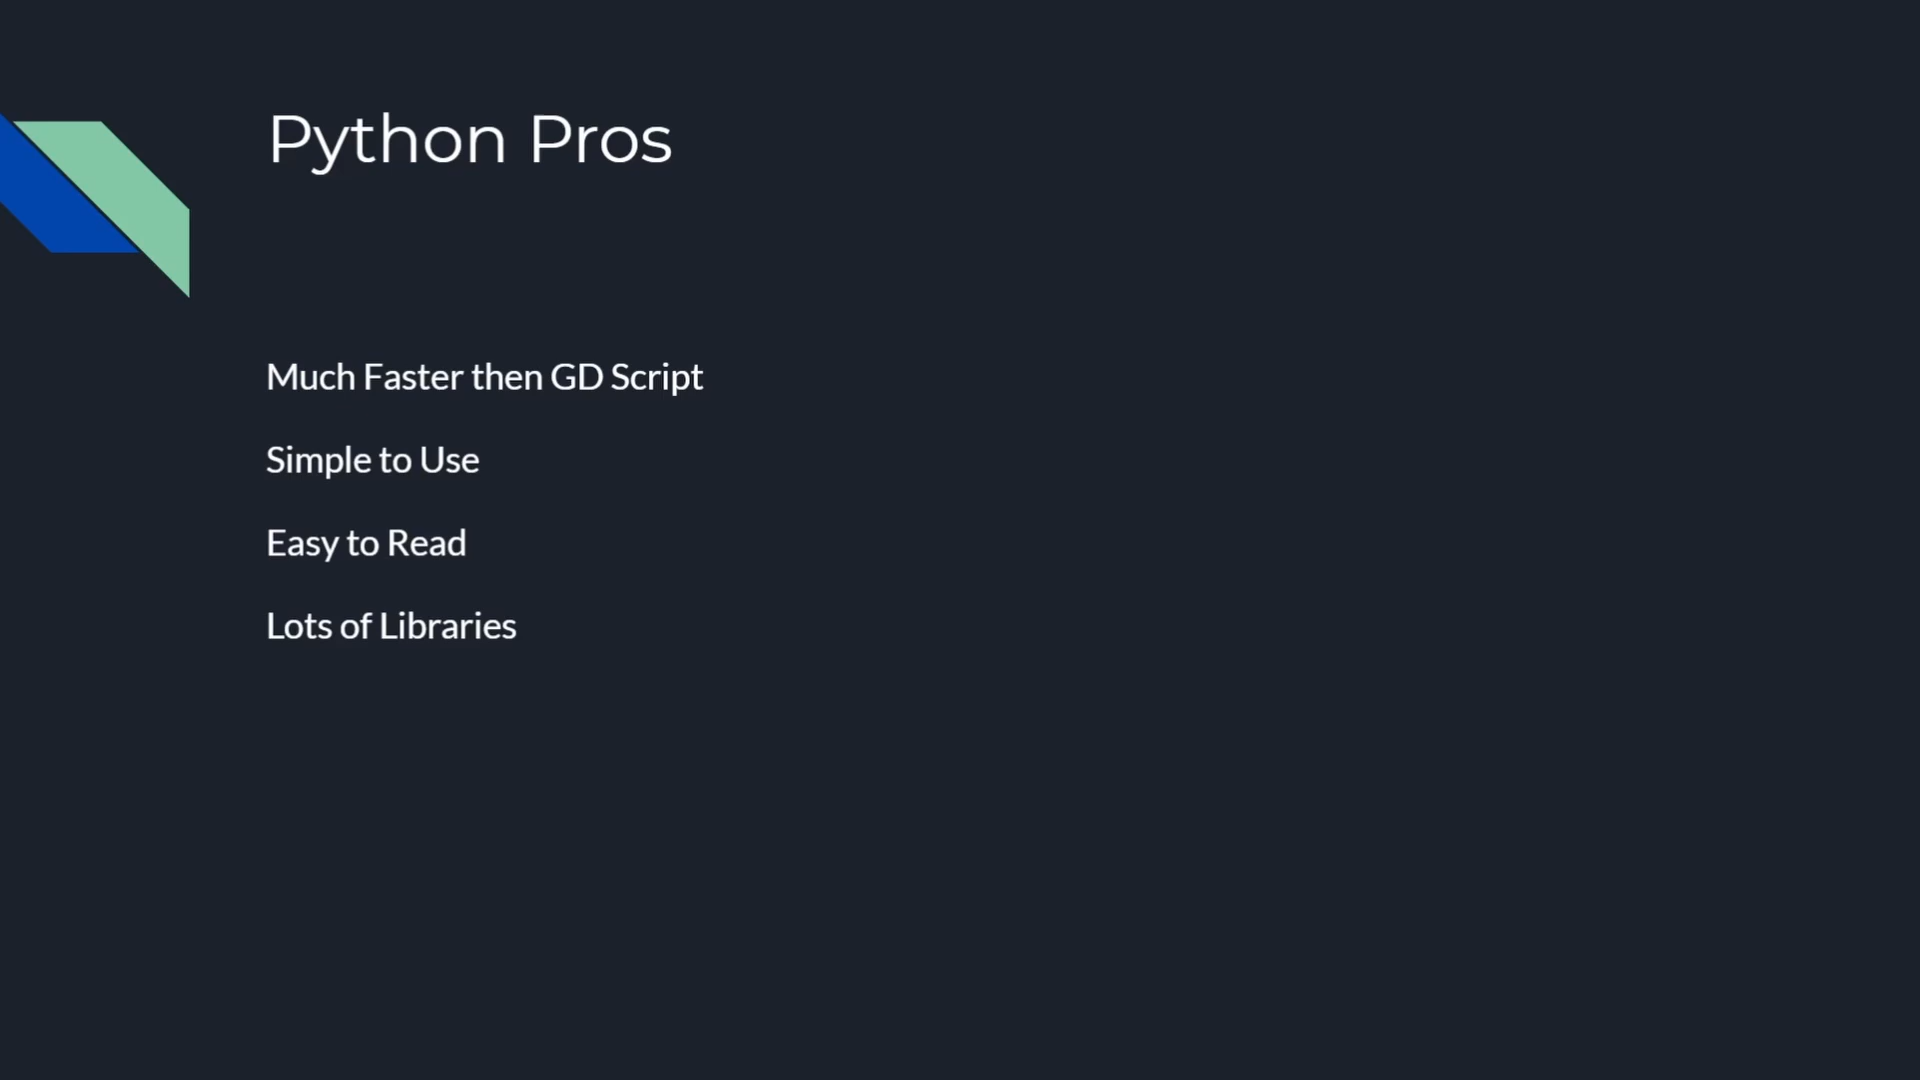 Python Pros
Much Faster then GD Script
Simple to Use
Easy to Read
Lots of Libraries